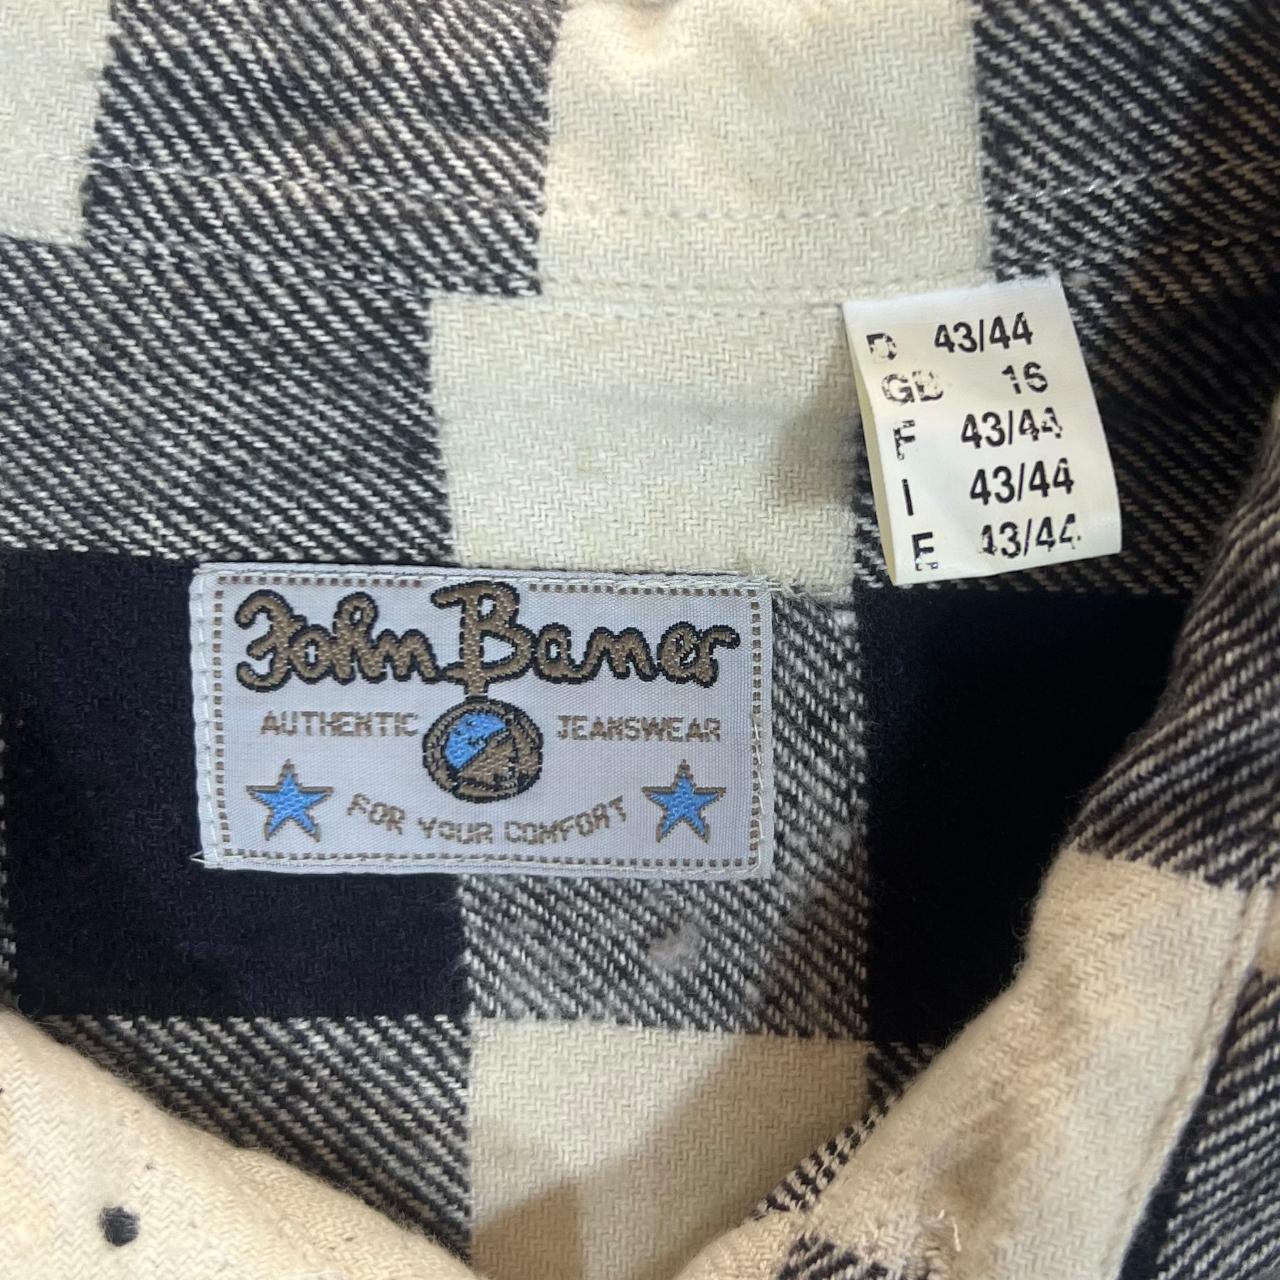 D 43/44
GB 16
F 43/44
I 43/44
E 43/44
John Baner
AUTHENTIC JEANSWEAR
FOR YOUR COMFORT